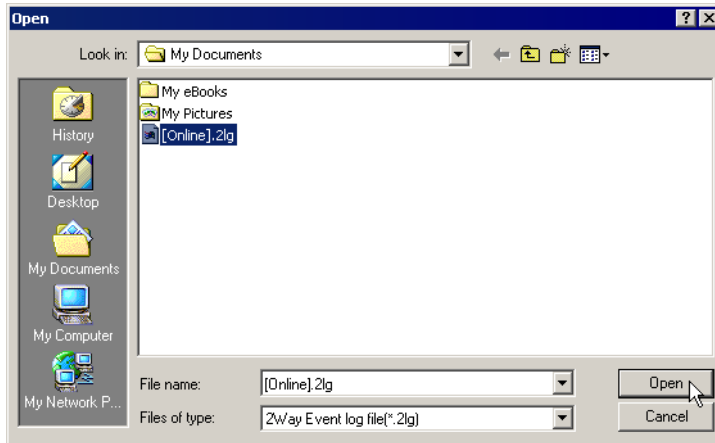 Open
Look in: My Documents
My eBooks
My Pictures
[Online].2lg
History
Desktop
My Documents
My Computer
My Network P...
File name: [Online].2lg Open
Files of type: 2Way Event log file(*.2lg) Cancel